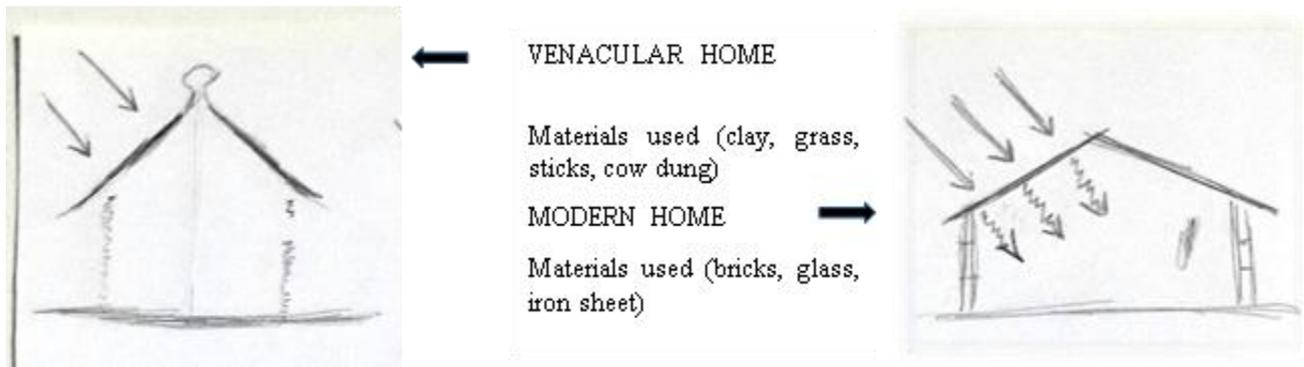 VENACULAR HOME
Materials used (clay, grass,
sticks, cow dung)
MODERN HOME
Materials used (bricks, glass,
iron sheet)